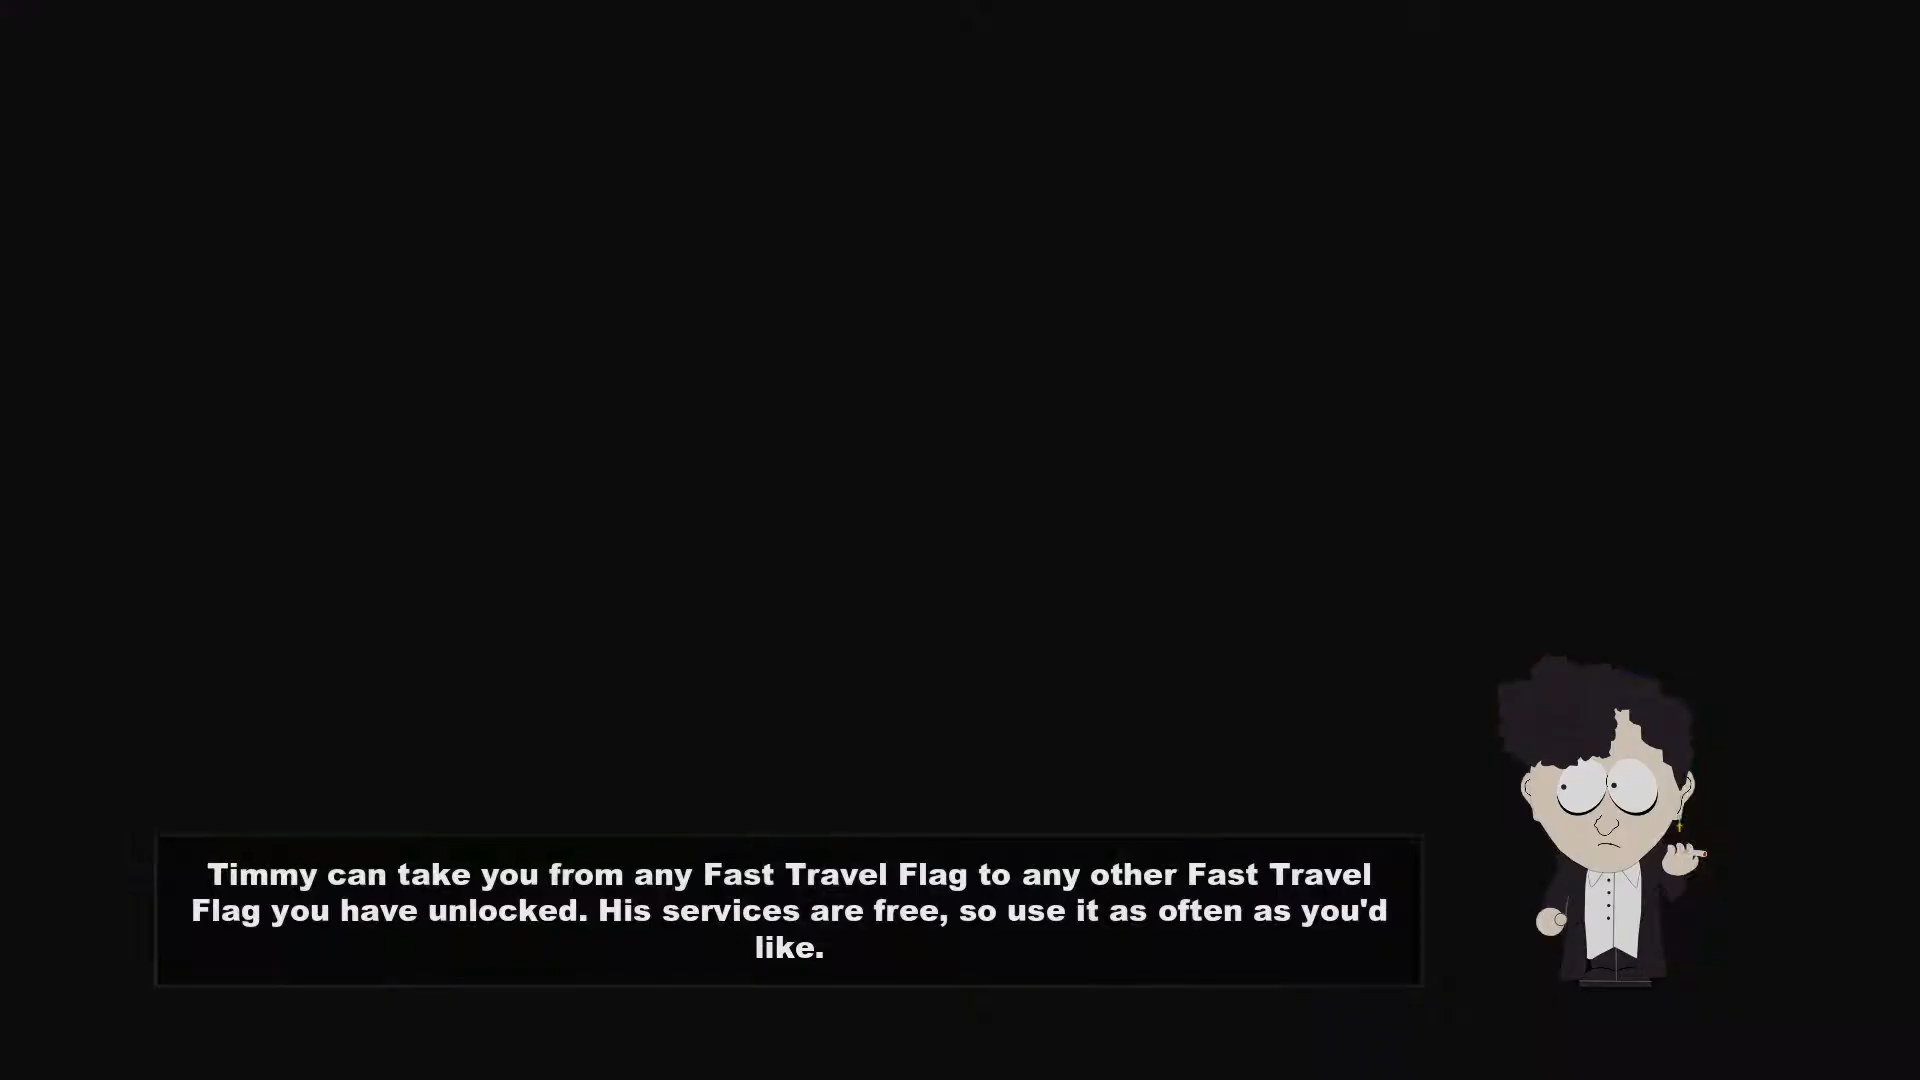 Timmy can take you from any Fast Travel Flag to any other Fast Travel
Flag you have unlocked. His services are free, so use it as often as you'd
like.